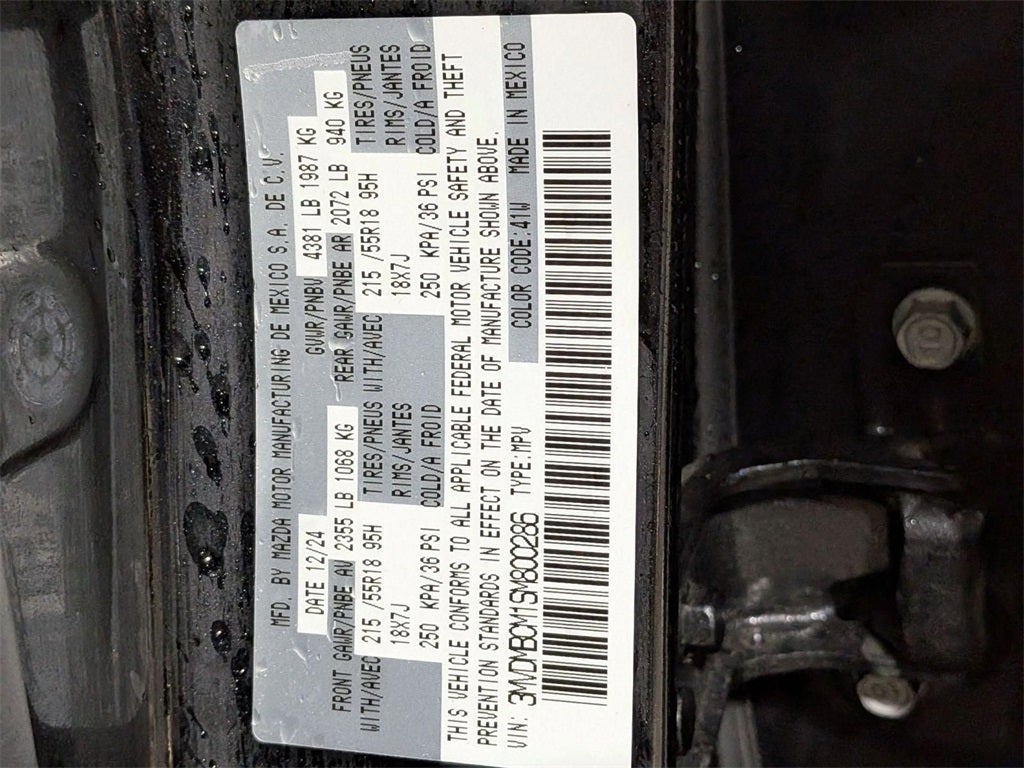 MFD. BY MAZDA MOTOR MANUFACTURING DE MEXICO S.A. DE C.V.
DATE 12/24 GVWR/PNBV 4381 LB 1987 KG
FRONT GAWR/PNBE AV 2355 LB 1068 KG REAR GAWR/PNBE AR 2072 LB 940 KG
WITH/AVEC 215 /55R18 95H TIRES/PNEUS WITH/AVEC 215 /55R18 95H TIRES/PNEUS
18X7J RIMS/JANTES 18X7J RIMS/JANTES
250 KPA/36 PSI COLD/A FROID 250 KPA/36 PSI COLD/A FROID
THIS VEHICLE CONFORMS TO ALL APPLICABLE FEDERAL MOTOR VEHICLE SAFETY AND THEFT
PREVENTION STANDARDS IN EFFECT ON THE DATE OF MANUFACTURE SHOWN ABOVE.
VIN: 3MVDMBCM11SM800286 TYPE:MPV COLOR CODE:41W MADE IN MEXICO